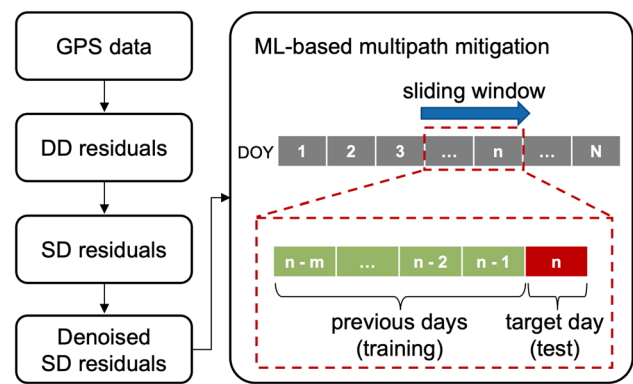 GPS data
DD residuals
SD residuals
Denoised
SD residuals
ML-based multipath mitigation
sliding window
DOY 1 2 3 ... n ... N
n - m ... n - 2 n - 1 n
previous days target day
(training) (test)